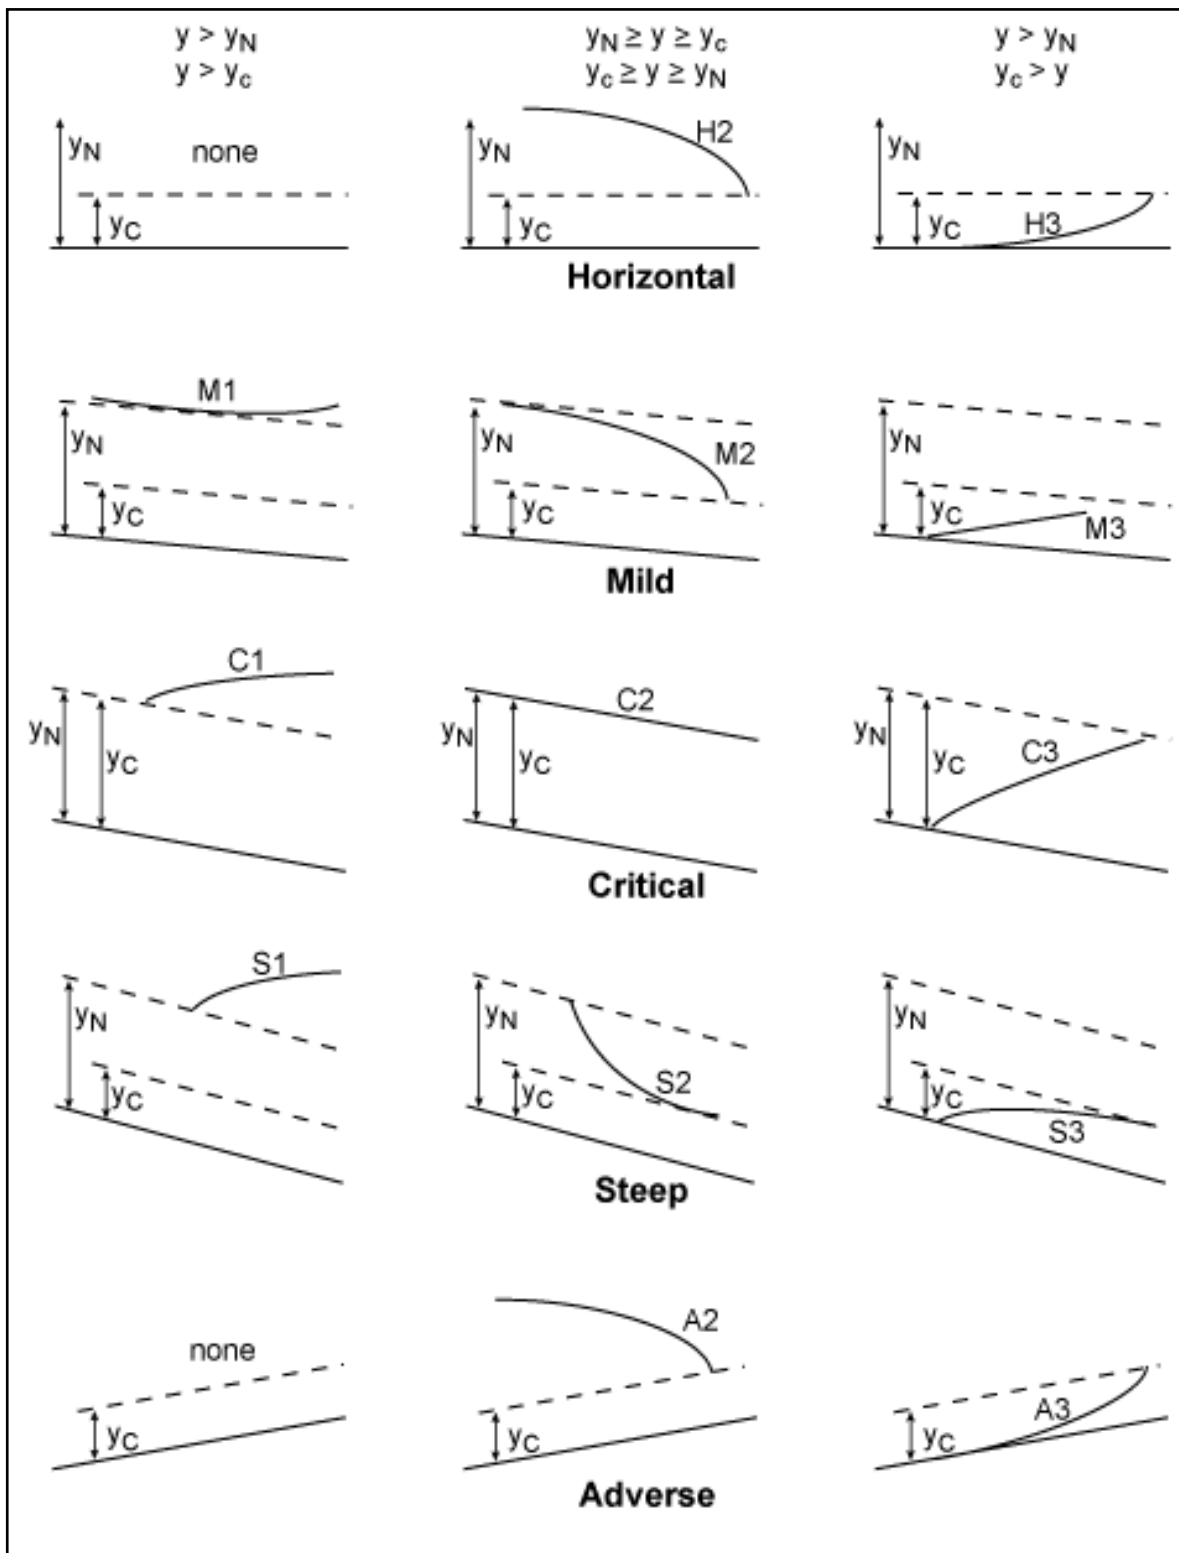 y > yN
y > yc
yN ≥ y ≥ yc
yc ≥ y ≥ yN
y > yN
yc > y
yN
none
yC
yN
H2
yC
yN
yC
H3
Horizontal
M1
yN
yC
yN
M2
yC
yN
yC
M3
Mild
C1
yN
yC
C2
yN
yC
yN
yC
C3
Critical
S1
yN
yC
yN
S2
yC
yN
yC
S3
Steep
none
yC
A2
yC
A3
yC
Adverse